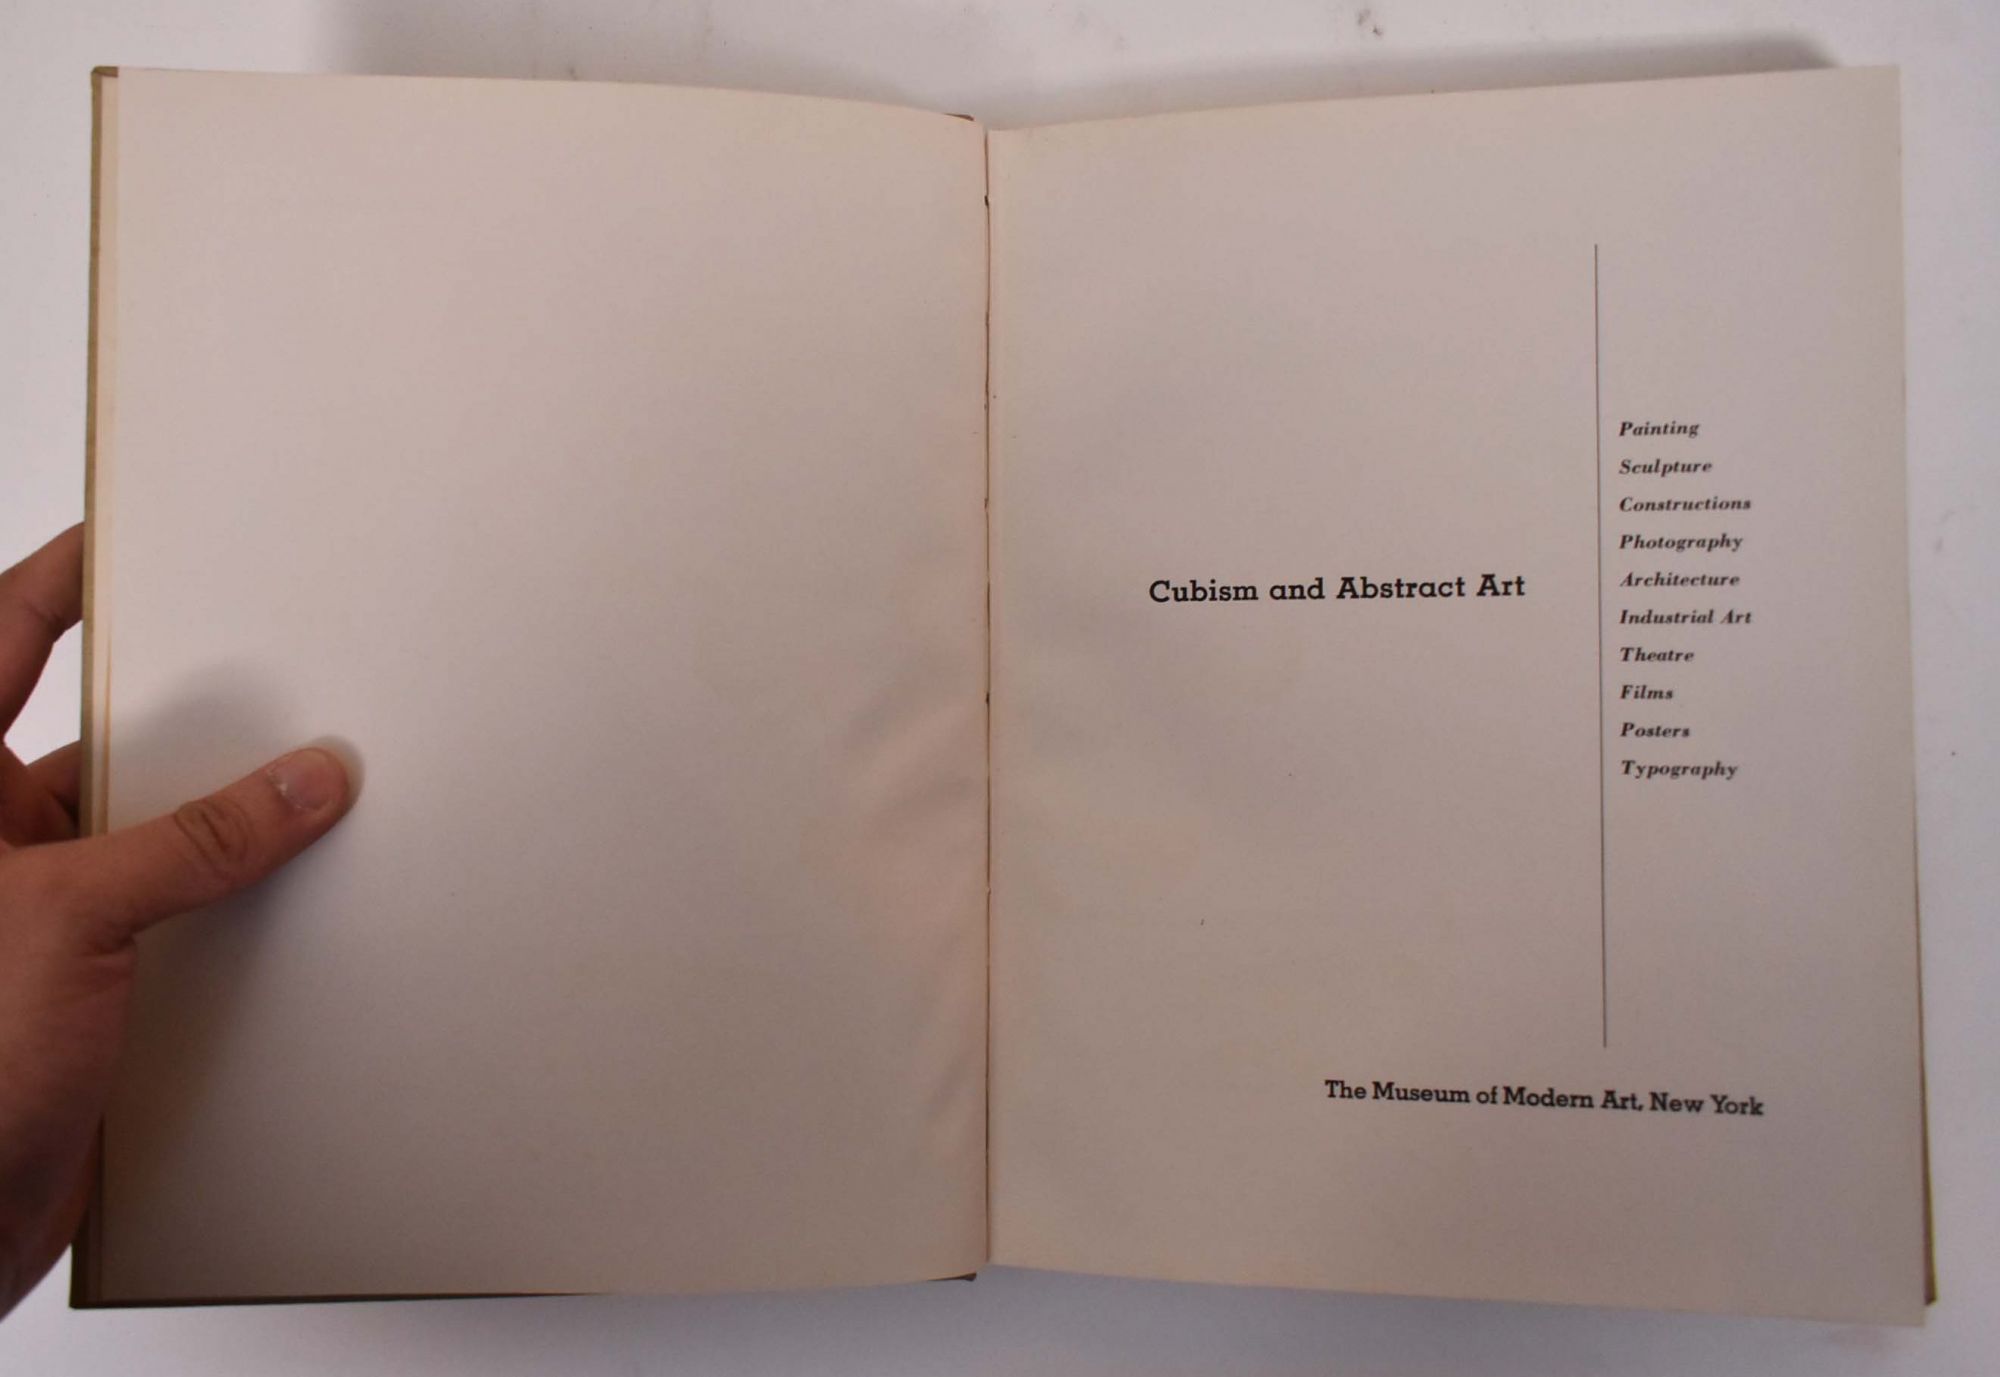 Cubism and Abstract Art
Painting
Sculpture
Constructions
Photography
Architecture
Industrial Art
Theatre
Films
Posters
Typography
The Museum of Modern Art, New York